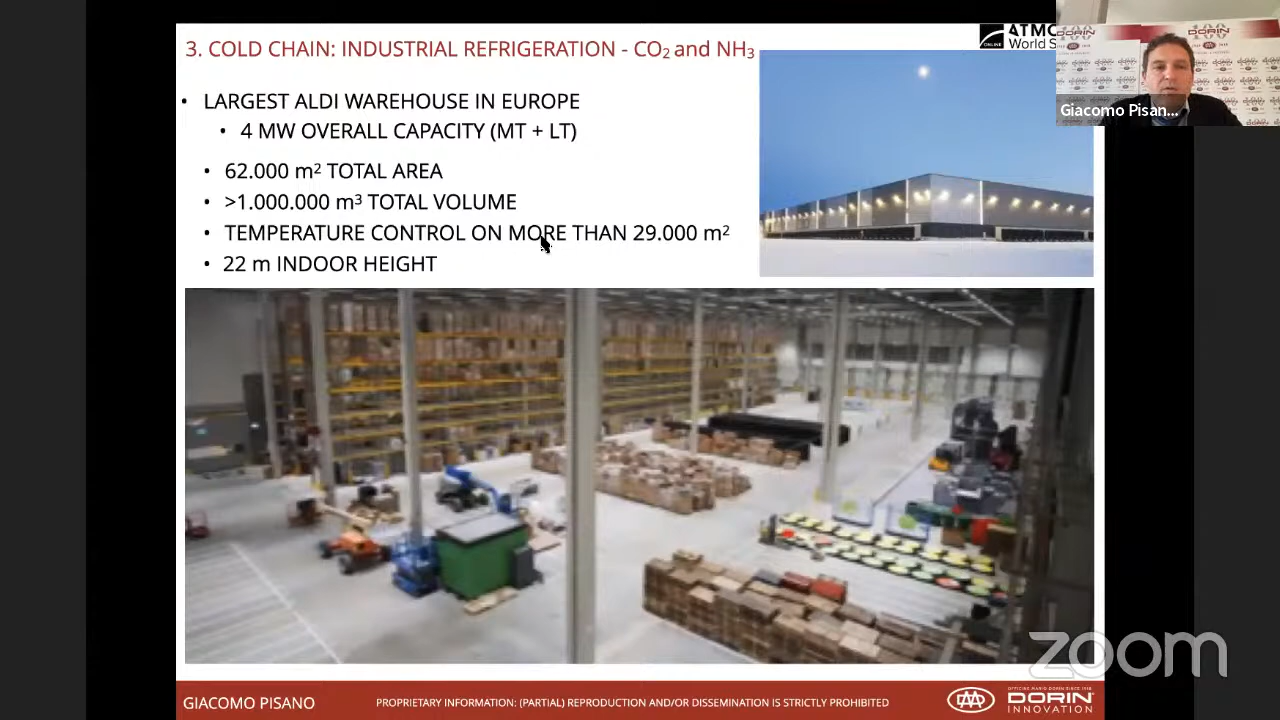 3. COLD CHAIN: INDUSTRIAL REFRIGERATION - CO2 and NH3
ONLINE
World S
DORIN
Giacomo Pisan...
• LARGEST ALDI WAREHOUSE IN EUROPE
• 4 MW OVERALL CAPACITY (MT + LT)
• 62.000 m² TOTAL AREA
• >1.000.000 m³ TOTAL VOLUME
• TEMPERATURE CONTROL ON MORE THAN 29.000 m²
• 22 m INDOOR HEIGHT
zoom
GIACOMO PISANO
PROPRIETARY INFORMATION: (PARTIAL) REPRODUCTION AND/OR DISSEMINATION IS STRICTLY PROHIBITED
DORIN
INNOVATION